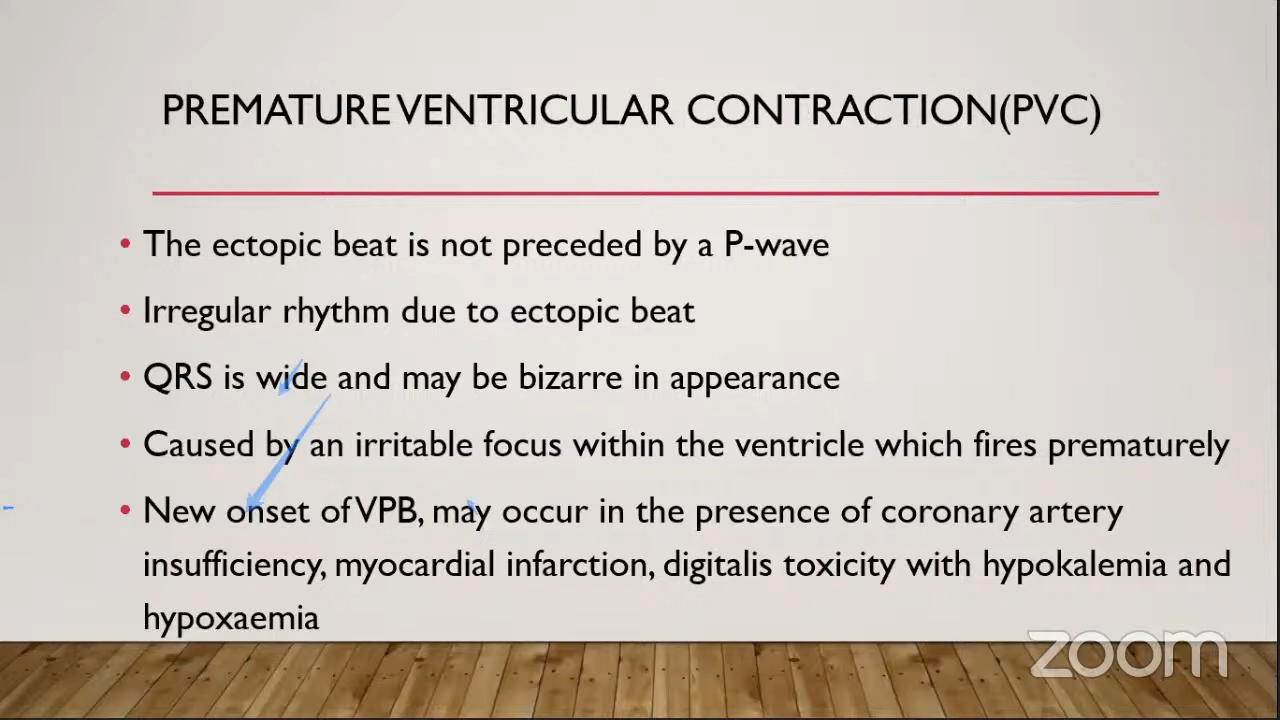 PREMATURE VENTRICULAR CONTRACTION(PVC)
• The ectopic beat is not preceded by a P-wave
• Irregular rhythm due to ectopic beat
• QRS is wide and may be bizarre in appearance
• Caused by an irritable focus within the ventricle which fires prematurely
• New onset of VPB, may occur in the presence of coronary artery
insufficiency, myocardial infarction, digitalis toxicity with hypokalemia and
hypoxaemia
zoom